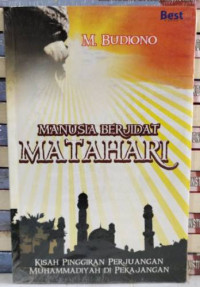 Best
M. BUDIONO
MANUSIA BERJIDAT
MATAHARI
KISAH PINGGIRAN PERJUANGAN
MUHAMMADIYAH DI PEKAJANGAN